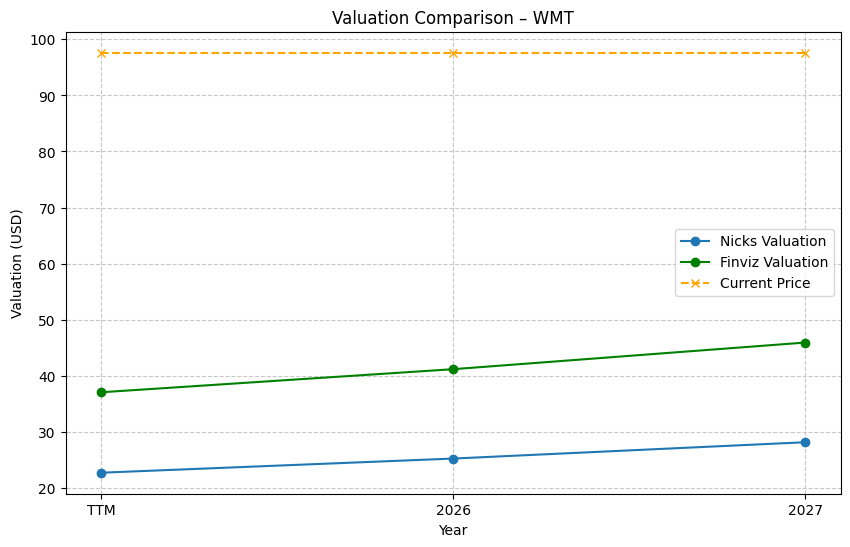 Valuation Comparison – WMT
Valuation (USD)
100
90
80
70
60
50
40
30
20
Nicks Valuation
Finviz Valuation
Current Price
TTM
2026
2027
Year